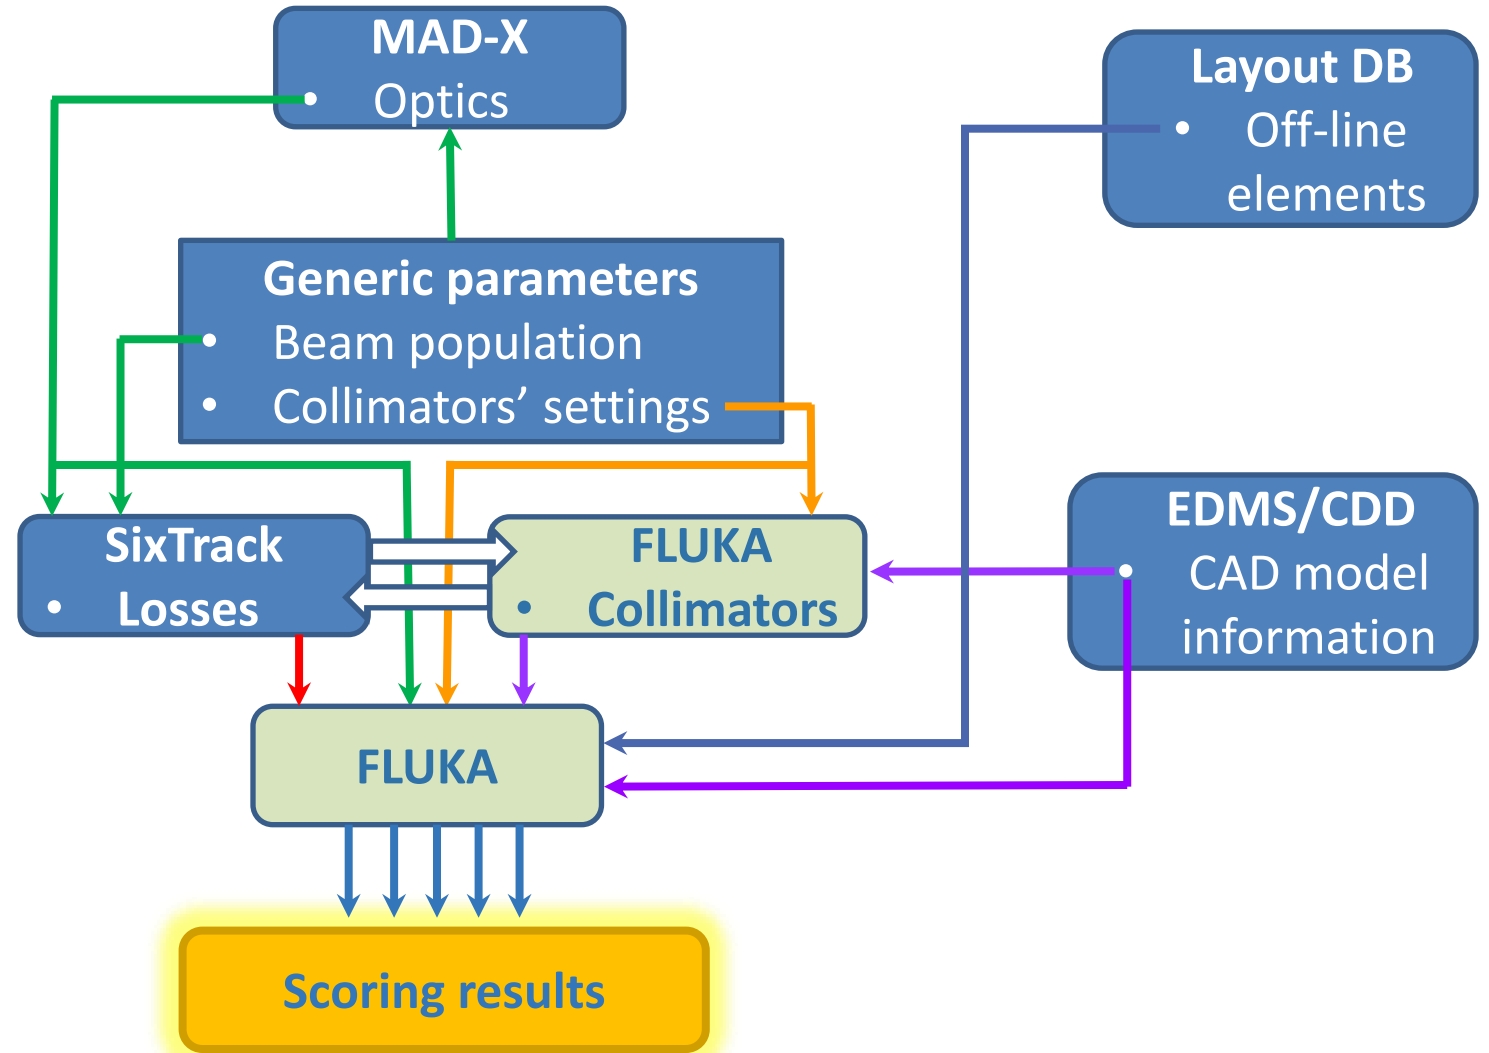 MAD-X
• Optics
Layout DB
• Off-line
elements
Generic parameters
• Beam population
• Collimators’ settings
SixTrack
• Losses
FLUKA
• Collimators
EDMS/CDD
• CAD model
information
FLUKA
Scoring results